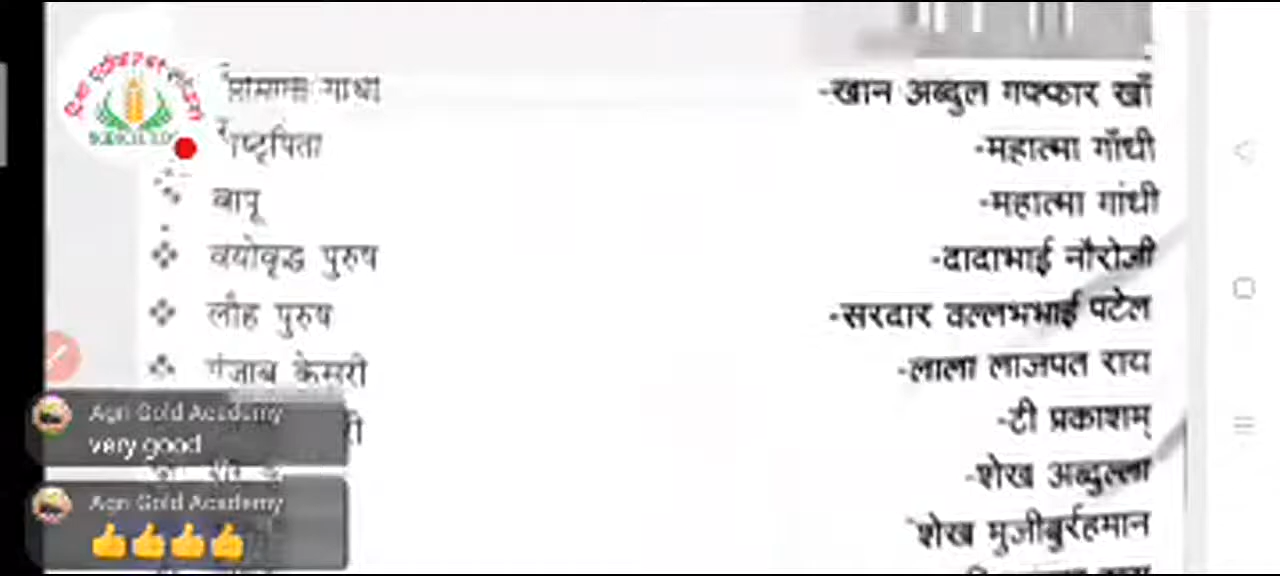 गांधी -खान अब्दुल गफ्फार खाँ
राष्ट्रपिता -महात्मा गाँधी
बापू -महात्मा गांधी
वयोवृद्ध पुरुष -दादाभाई नौरोजी
लौह पुरुष -सरदार वल्लभभाई पटेल
पंजाब केसरी -लाला लाजपत राय
-टी प्रकाशम्
-शेख अब्दुल्ला
शेख मुजीबुर्रहमान
Agri Gold Academy
very good
Agri Gold Academy
👍👍👍👍